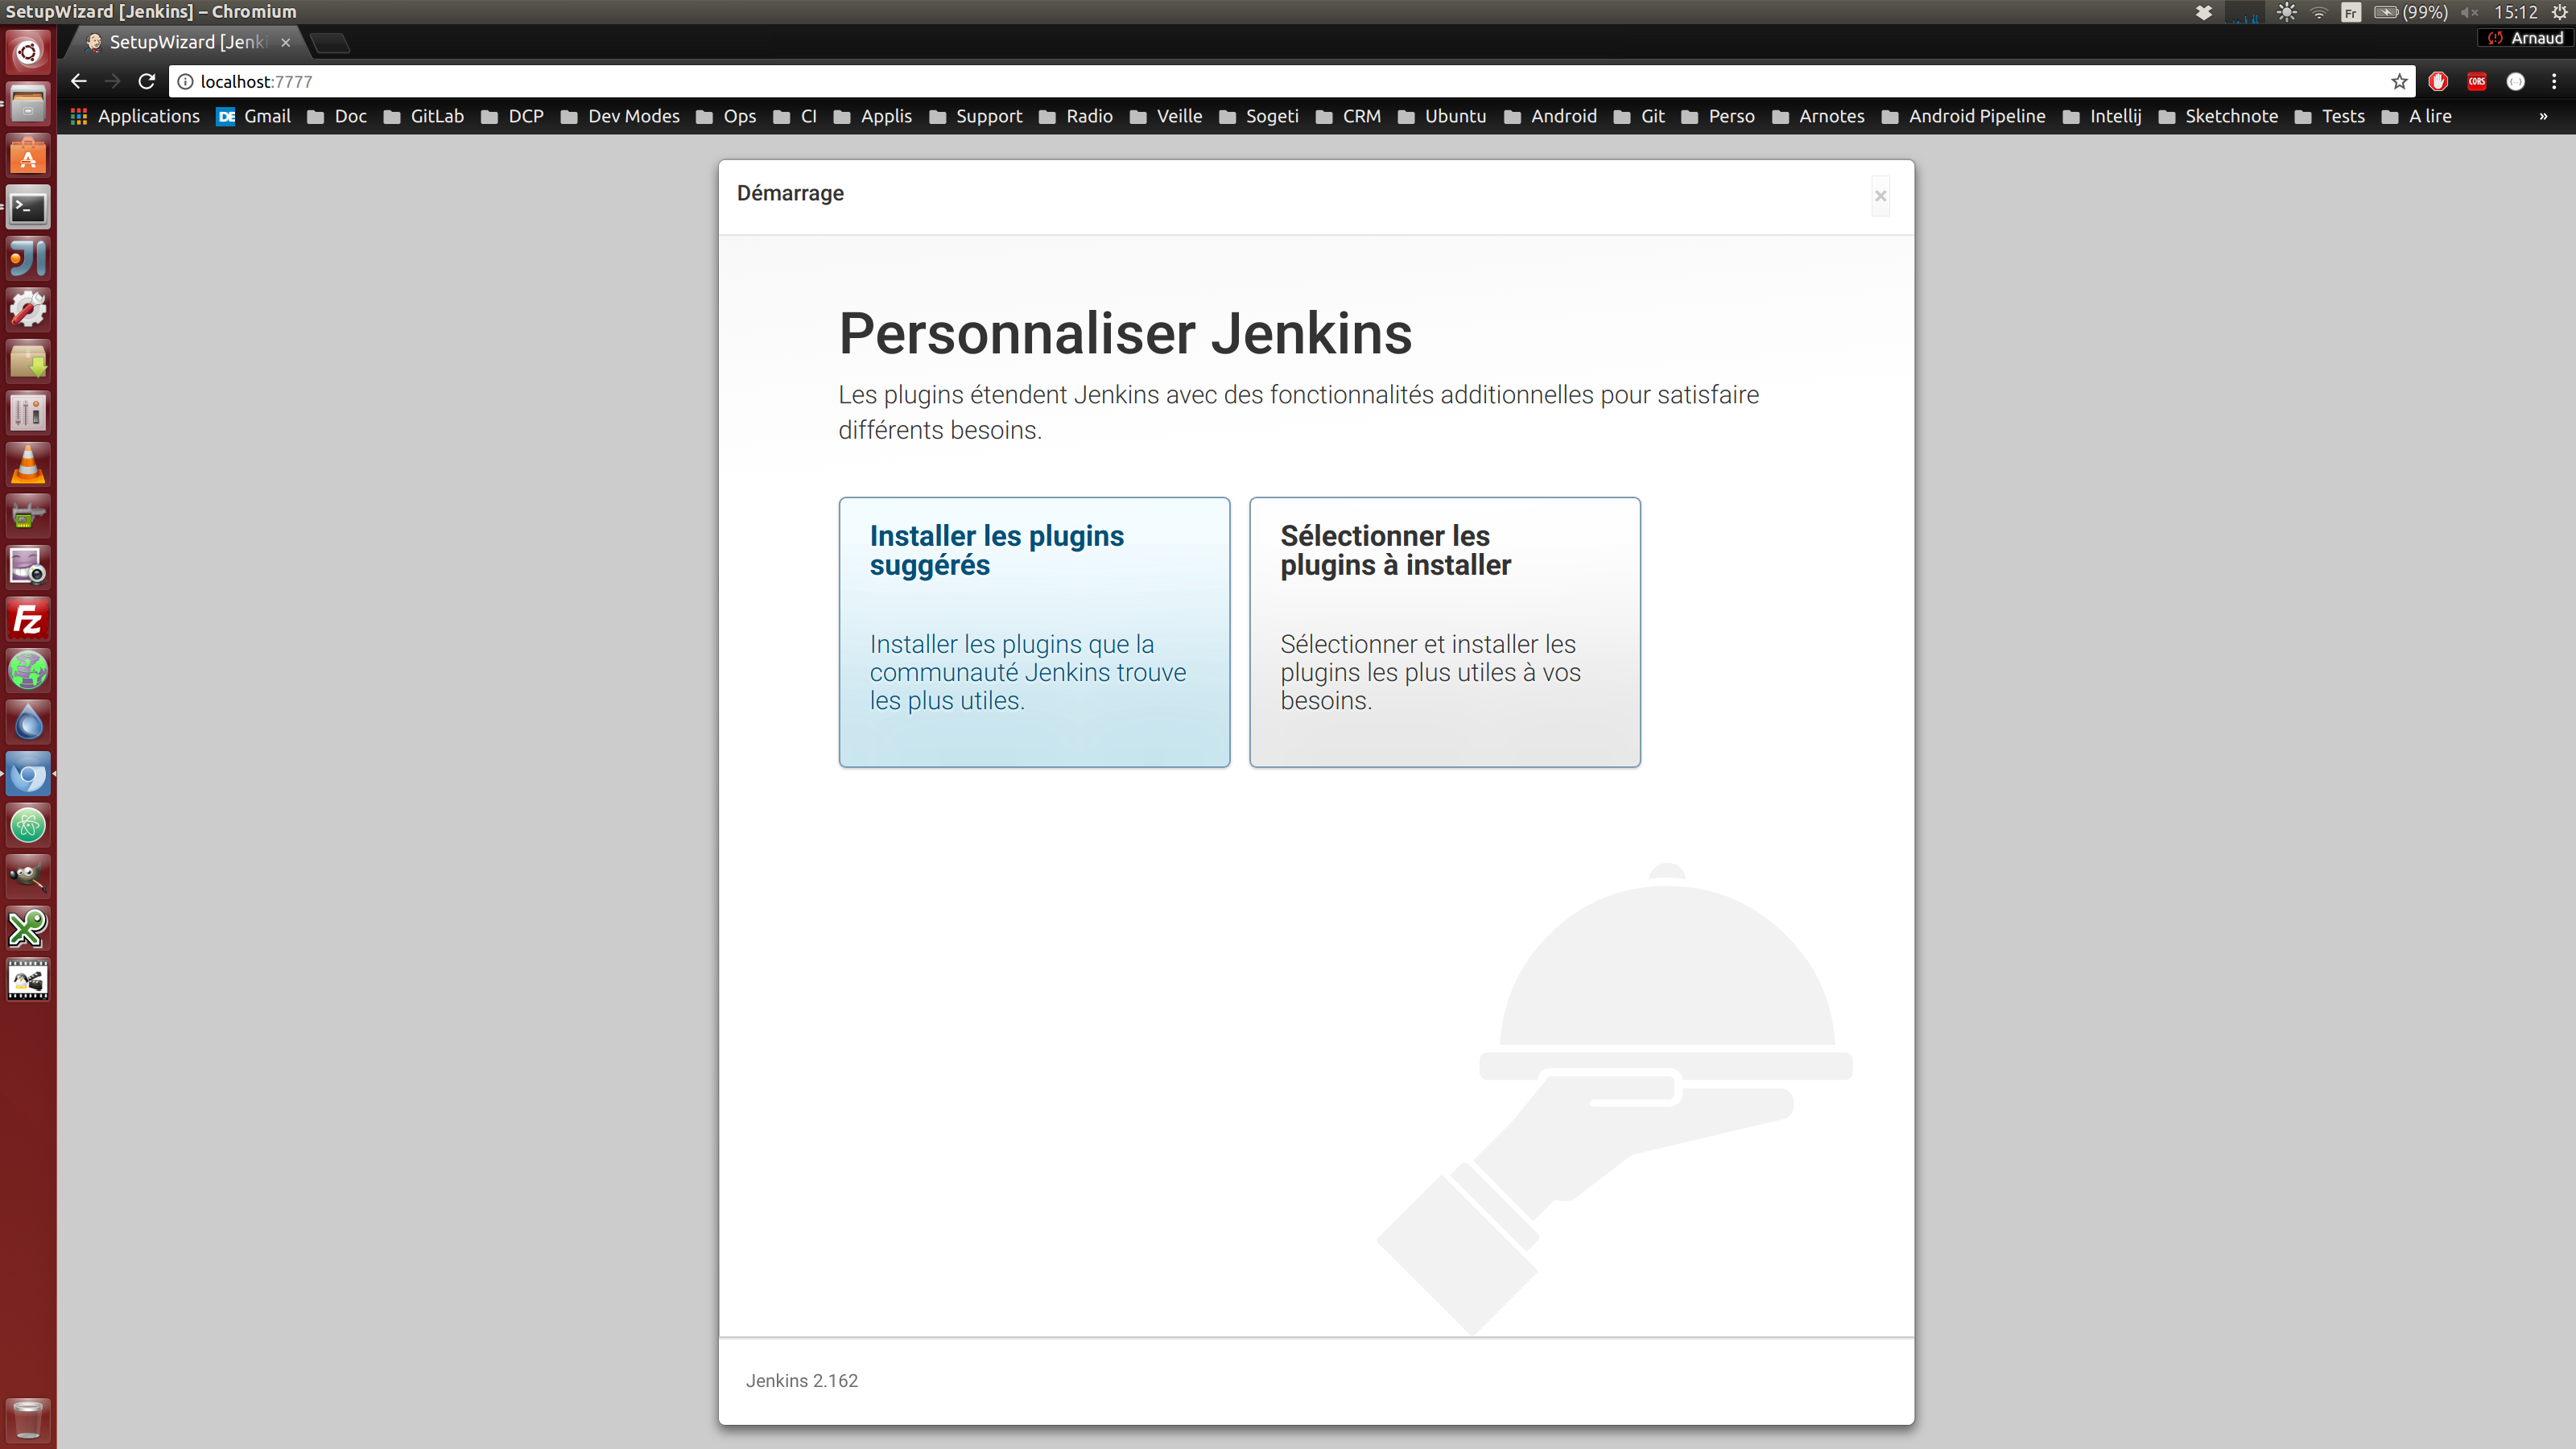 SetupWizard [Jenkins] – Chromium
Fr
(99%)
15:12
SetupWizard [Jenki
Arnaud
localhost:7777
CORS
Applications
DE Gmail
Doc
GitLab
DCP
Dev Modes
Ops
CI
Applis
Support
Radio
Veille
Sogeti
CRM
Ubuntu
Android
Git
Perso
Arnotes
Android Pipeline
Intellij
Sketchnote
Tests
A lire
»
Démarrage
×
Personnaliser Jenkins
Les plugins étendent Jenkins avec des fonctionnalités additionnelles pour satisfaire
différents besoins.
Installer les plugins
suggérés
Installer les plugins que la
communauté Jenkins trouve
les plus utiles.
Sélectionner les
plugins à installer
Sélectionner et installer les
plugins les plus utiles à vos
besoins.
Jenkins 2.162